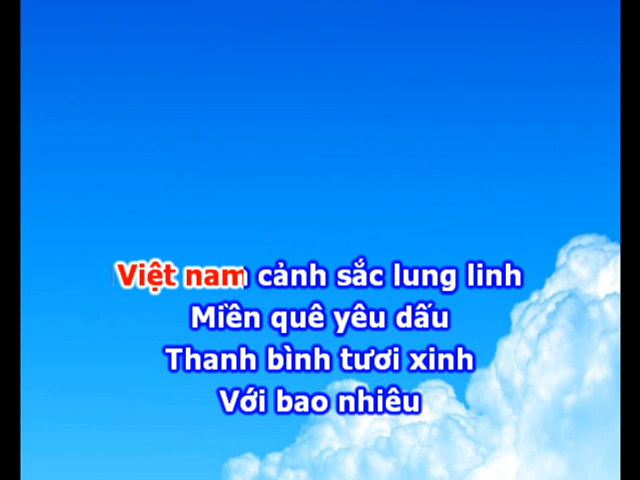 Việt nam cảnh sắc lung linh
Miền quê yêu dấu
Thanh bình tươi xinh
Với bao nhiêu